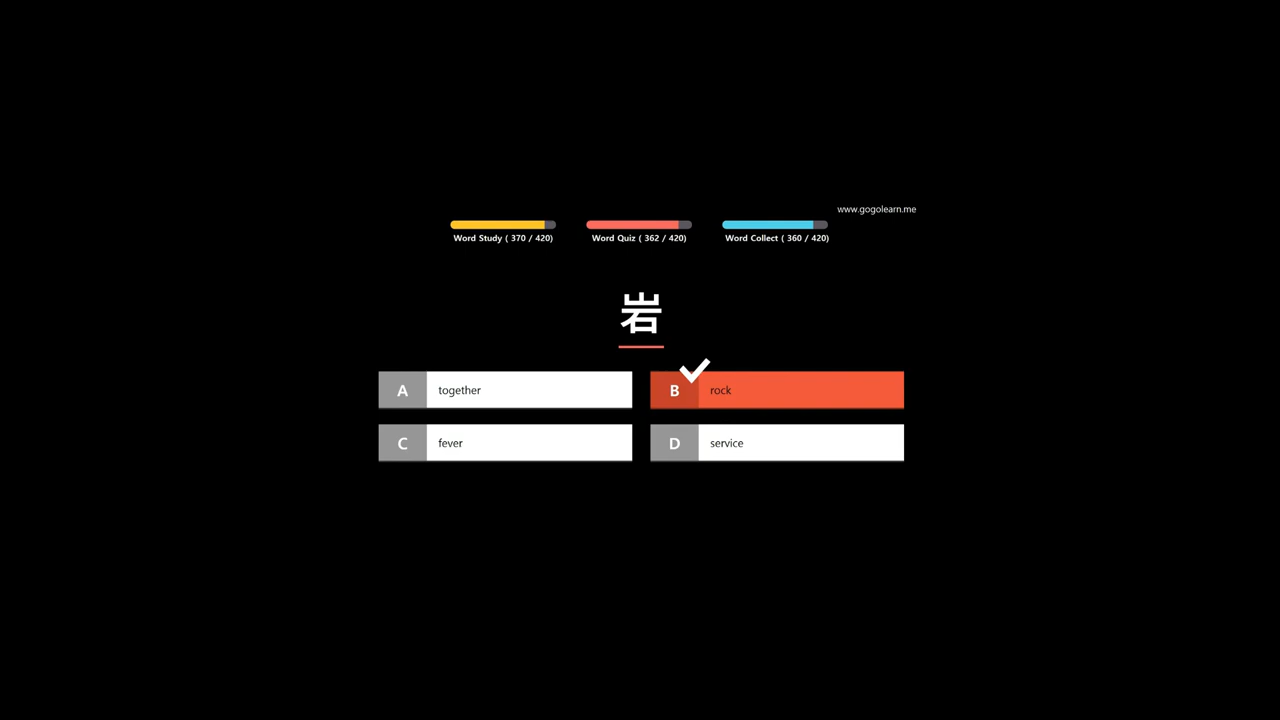 www.gogolearn.me
Word Study ( 370 / 420) Word Quiz ( 362 / 420) Word Collect ( 360 / 420)
岩
A together
B rock
C fever
D service